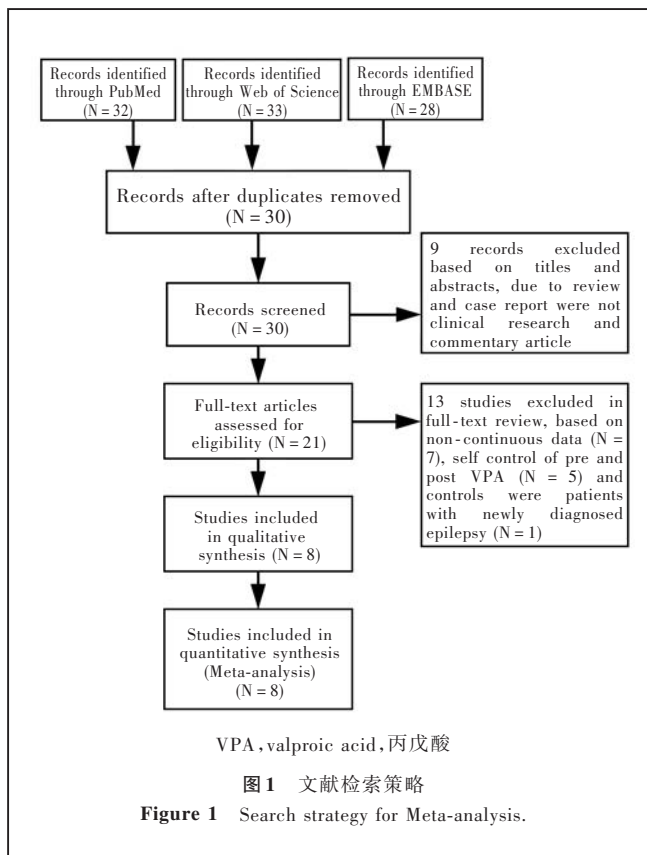 Records identified
through PubMed
(N = 32)
Records identified
through Web of Science
(N = 33)
Records identified
through EMBASE
(N = 28)
Records after duplicates removed
(N = 30)
9 records excluded
based on titles and
abstracts, due to review
and case report were not
clinical research and
commentary article
Records screened
(N = 30)
Full-text articles
assessed for
eligibility (N = 21)
13 studies excluded in
full-text review, based on
non-continuous data (N =
7), self control of pre and
post VPA (N = 5) and
controls were patients
with newly diagnosed
epilepsy (N = 1)
Studies included
in qualitative
synthesis (N = 8)
Studies included in
quantitative synthesis
(Meta-analysis)
(N = 8)
VPA,valproic acid,丙戊酸
图1 文献检索策略
Figure 1 Search strategy for Meta-analysis.